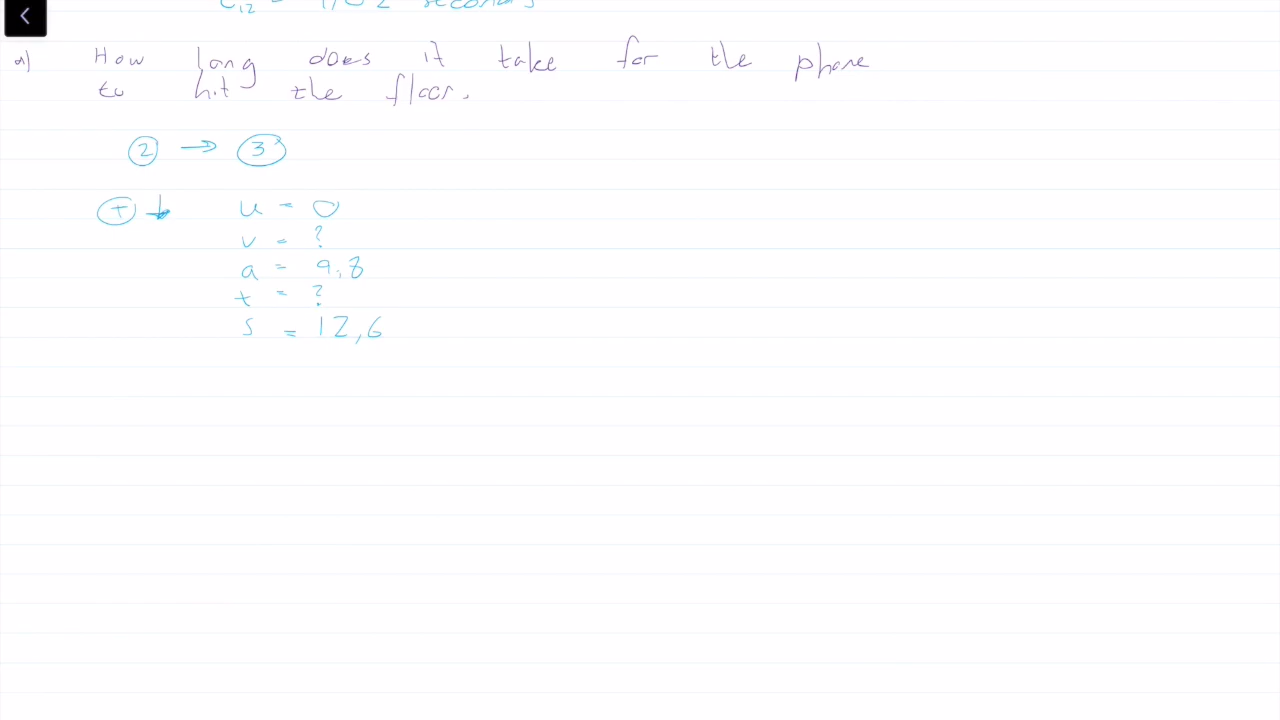 a) How long does it take for the phone
to hit the floor.
2 → 3
+ ↓ u = 0
v = ?
a = 9,8
t = ?
s = 12,6